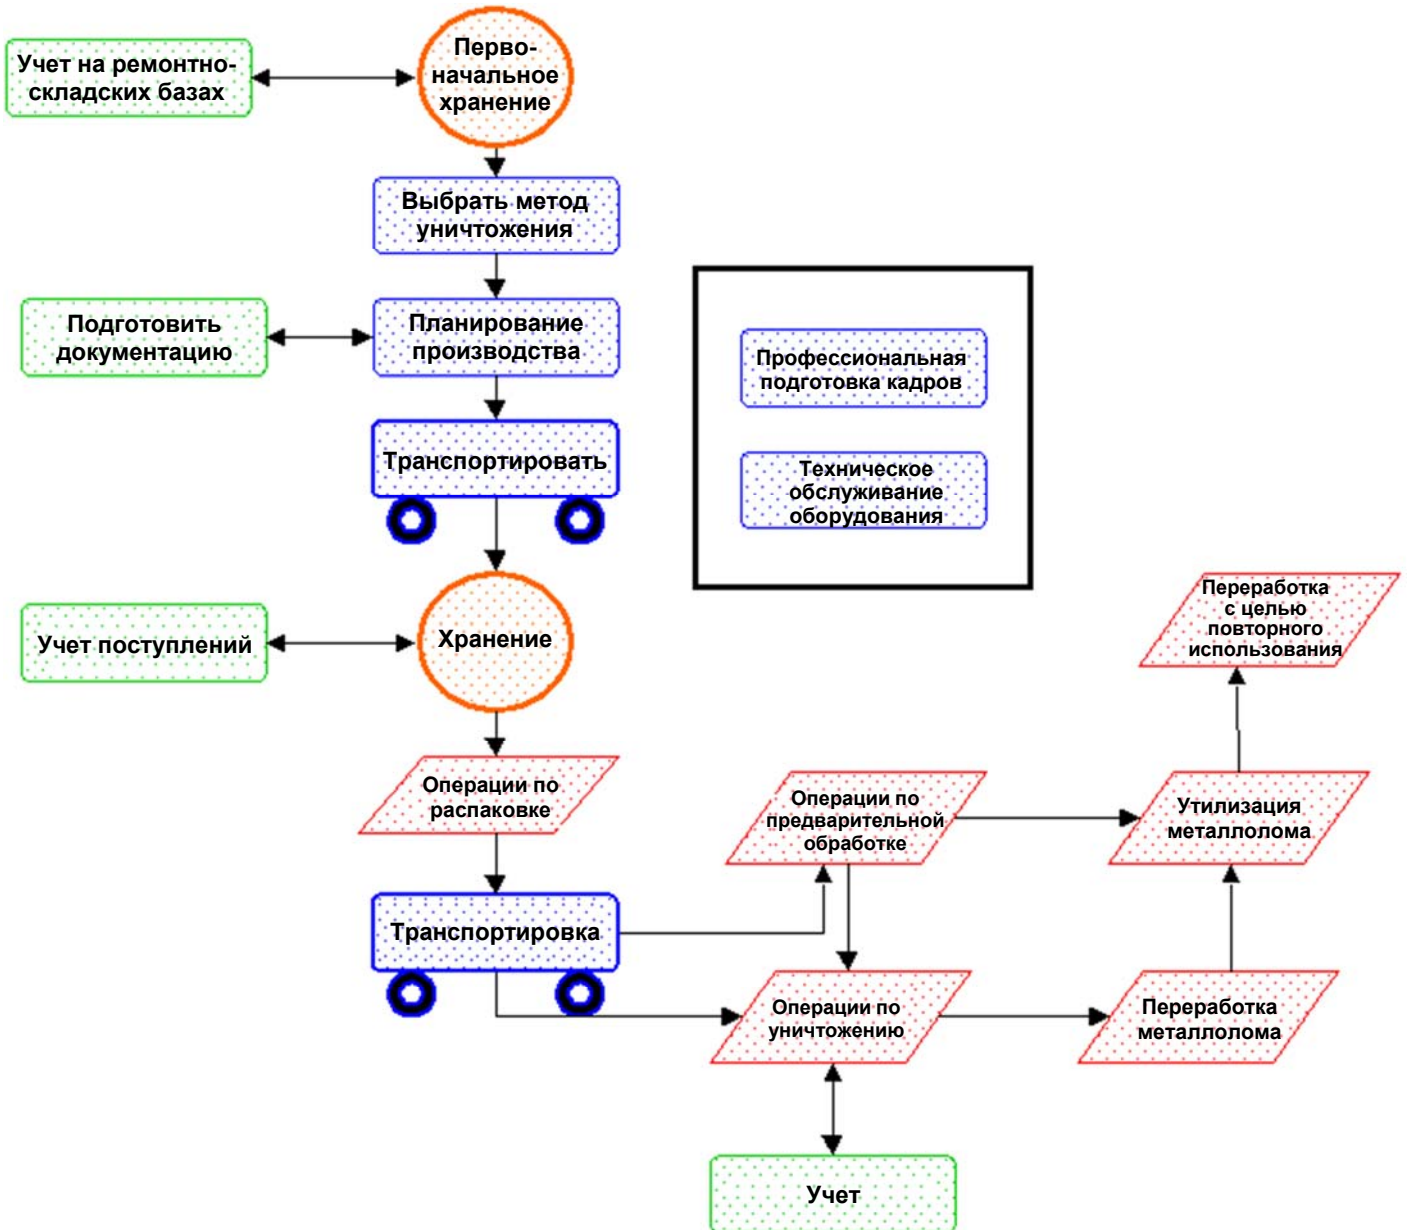 Учет на ремонтно-
складских базах
Перво-
начальное
хранение
Выбрать метод
уничтожения
Подготовить
документацию
Планирование
производства
Профессиональная
подготовка кадров
Транспортировать
Техническое
обслуживание
оборудования
Переработка
с целью
повторного
использования
Учет поступлений
Хранение
Операции по
распаковке
Операции по
предварительной
обработке
Утилизация
металлолома
Транспортировка
Операции по
уничтожению
Переработка
металлолома
Учет